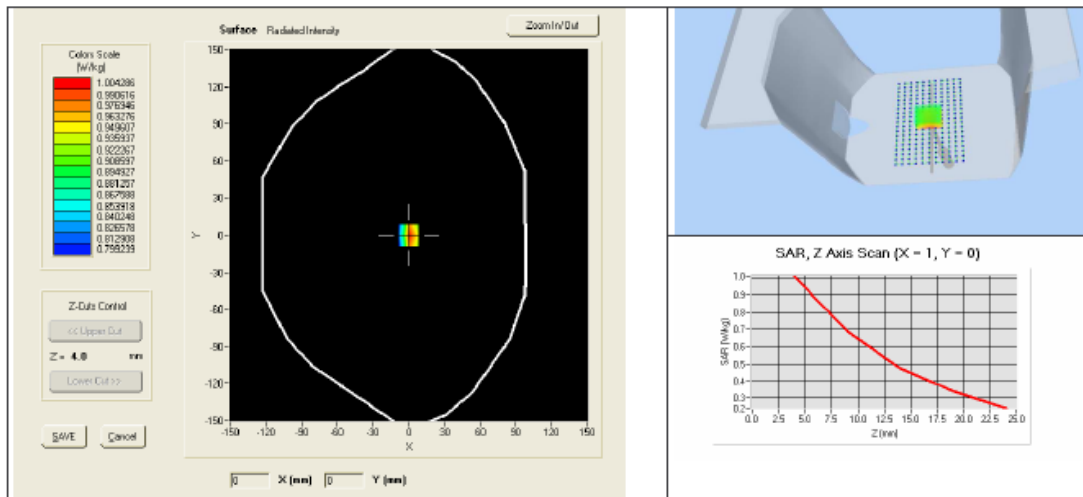 Surface Radiated Intensity
Zoom In/Out
Colors Scale
(W/kg)
1.004286
0.990616
0.976946
0.963276
0.949607
0.935937
0.922267
0.908597
0.894927
0.881257
0.867588
0.853918
0.840248
0.826578
0.812908
0.799239
Z-Cuts Control
<< Upper Cut
Z = 4.0 mm
Lower Cut >>
SAVE Cancel
150
120
90
60
30
0
-30
-60
-90
-120
-150
Y
-150 -120 -90 -60 -30 0 30 60 90 120 150
X
0 X (mm) 0 Y (mm)
SAR, Z Axis Scan (X = 1, Y = 0)
1.0
0.9
0.8
0.7
0.6
0.5
0.4
0.3
0.2
SAR (W/kg)
0.0 2.5 5.0 7.5 10.0 12.5 15.0 17.5 20.0 22.5 25.0
Z (mm)